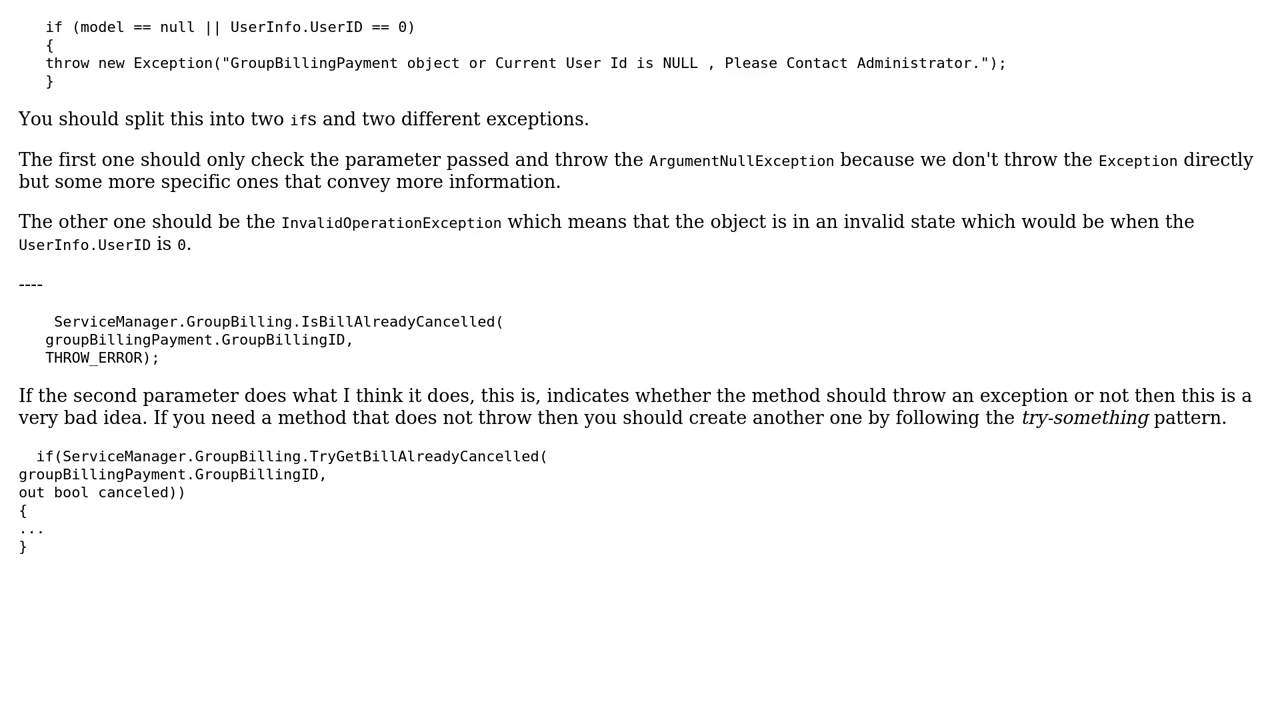 if (model == null || UserInfo.UserID == 0)
{
throw new Exception("GroupBillingPayment object or Current User Id is NULL , Please Contact Administrator.");
}
You should split this into two ifs and two different exceptions.
The first one should only check the parameter passed and throw the ArgumentNullException because we don't throw the Exception directly
but some more specific ones that convey more information.
The other one should be the InvalidOperationException which means that the object is in an invalid state which would be when the
UserInfo.UserID is 0.
----
ServiceManager.GroupBilling.IsBillAlreadyCancelled(
groupBillingPayment.GroupBillingID,
THROW_ERROR);
If the second parameter does what I think it does, this is, indicates whether the method should throw an exception or not then this is a
very bad idea. If you need a method that does not throw then you should create another one by following the try-something pattern.
if(ServiceManager.GroupBilling.TryGetBillAlreadyCancelled(
groupBillingPayment.GroupBillingID,
out bool canceled))
{
...
}